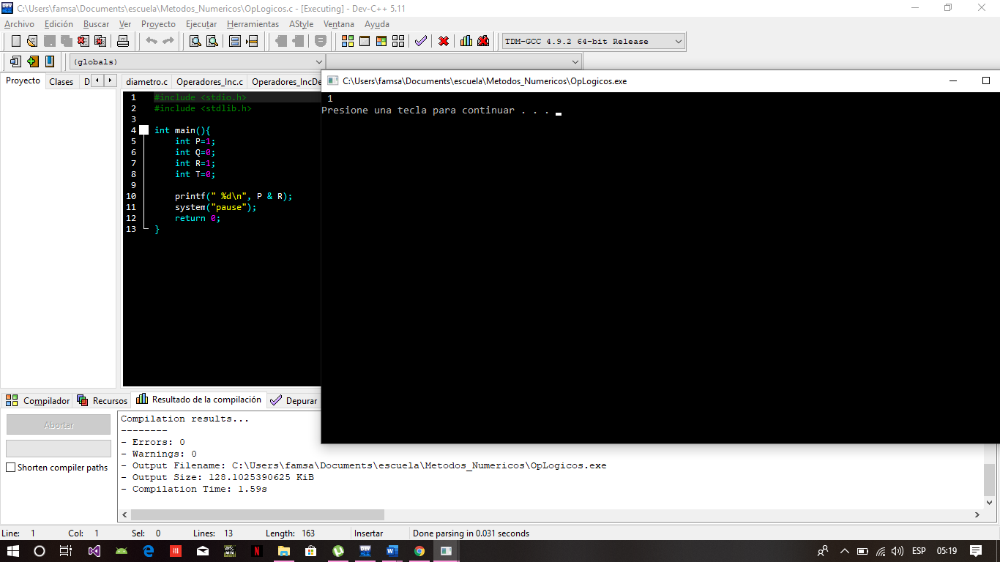 C:\Users\famsa\Documents\escuela\Metodos_Numericos\OpLogicos.c - [Executing] - Dev-C++ 5.11
Archivo Edición Buscar Ver Proyecto Ejecutar Herramientas AStyle Ventana Ayuda
TDM-GCC 4.9.2 64-bit Release
(globals)
Proyecto Clases D
diametro.c Operadores_Inc.c Operadores_IncDe
1 #include <stdio.h>
2 #include <stdlib.h>
3
4 int main(){
5 int P=1;
6 int Q=0;
7 int R=1;
8 int T=0;
9
10 printf(" %d\n", P & R);
11 system("pause");
12 return 0;
13 }
C:\Users\famsa\Documents\escuela\Metodos_Numericos\OpLogicos.exe
1
Presione una tecla para continuar . . .
Compilador Recursos Resultado de la compilación Depurar
Abortar
Shorten compiler paths
Compilation results...
--------
- Errors: 0
- Warnings: 0
- Output Filename: C:\Users\famsa\Documents\escuela\Metodos_Numericos\OpLogicos.exe
- Output Size: 128.1025390625 KiB
- Compilation Time: 1.59s
Line: 1 Col: 1 Sel: 0 Lines: 13 Length: 163 Insertar Done parsing in 0.031 seconds
ESP 05:19